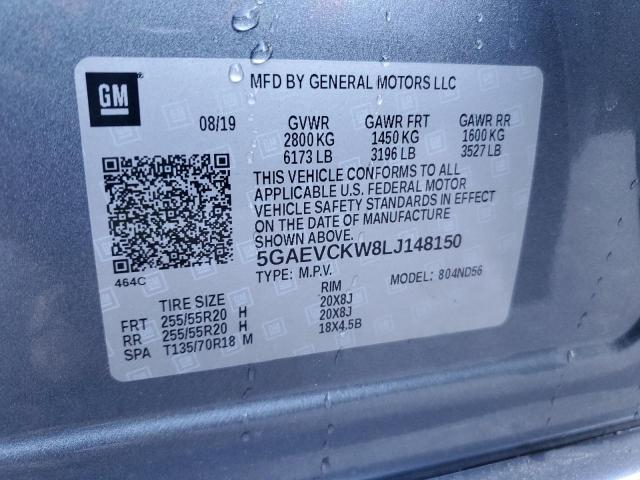 GM
MFD BY GENERAL MOTORS LLC
08/19 GVWR GAWR FRT GAWR RR
2800 KG 1450 KG 1600 KG
6173 LB 3196 LB 3527 LB
THIS VEHICLE CONFORMS TO ALL
APPLICABLE U.S. FEDERAL MOTOR
VEHICLE SAFETY STANDARDS IN EFFECT
ON THE DATE OF MANUFACTURE
SHOWN ABOVE.
5GAEVCKW8LJ148150
464C
TYPE: M.P.V. MODEL: 804ND56
TIRE SIZE RIM
FRT 255/55R20 H 20X8J
RR 255/55R20 H 20X8J
SPA T135/70R18 M 18X4.5B